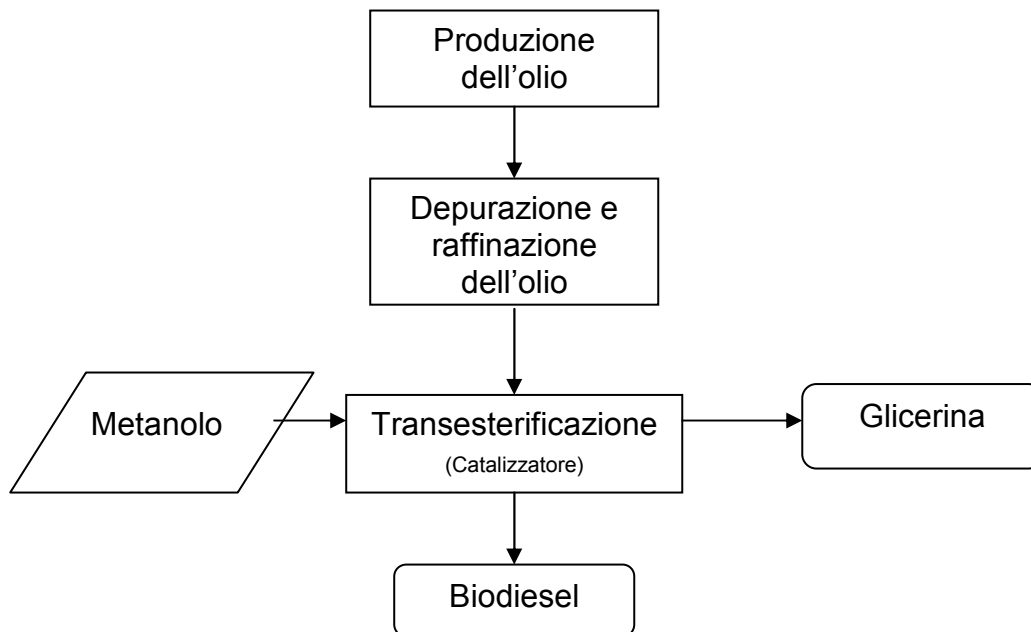 Produzione
dell’olio
Depurazione e
raffinazione
dell’olio
Metanolo
Transesterificazione
(Catalizzatore)
Glicerina
Biodiesel